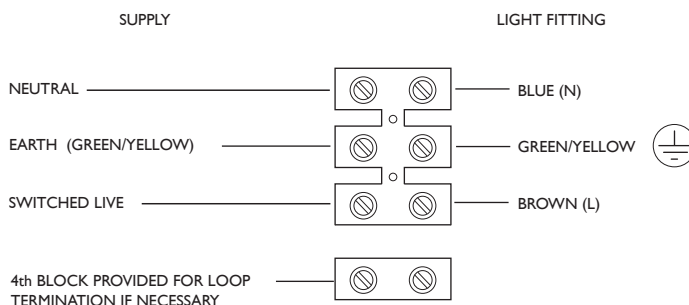 SUPPLY LIGHT FITTING
NEUTRAL BLUE (N)
EARTH (GREEN/YELLOW) GREEN/YELLOW
SWITCHED LIVE BROWN (L)
4th BLOCK PROVIDED FOR LOOP
TERMINATION IF NECESSARY